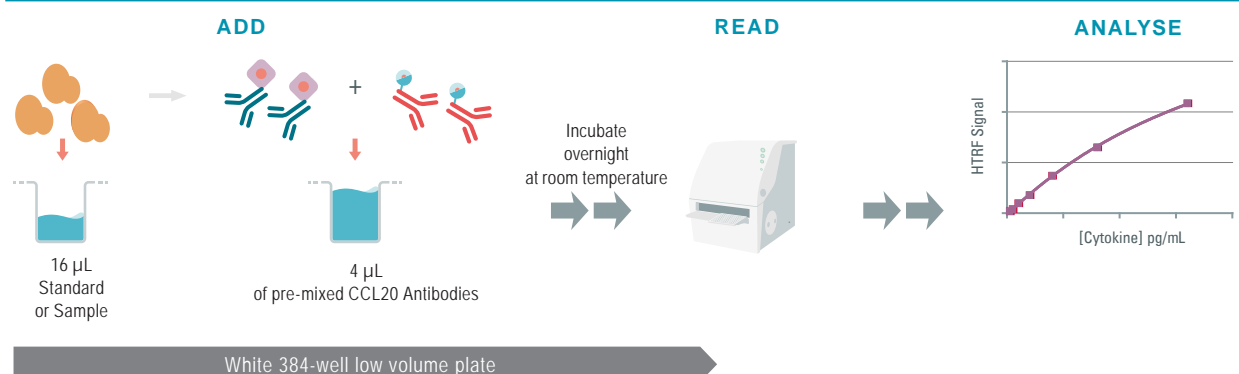 ADD
READ
ANALYSE
+
Incubate
overnight
at room temperature
HTRF Signal
[Cytokine] pg/mL
16 µL
Standard
or Sample
4 µL
of pre-mixed CCL20 Antibodies
White 384-well low volume plate